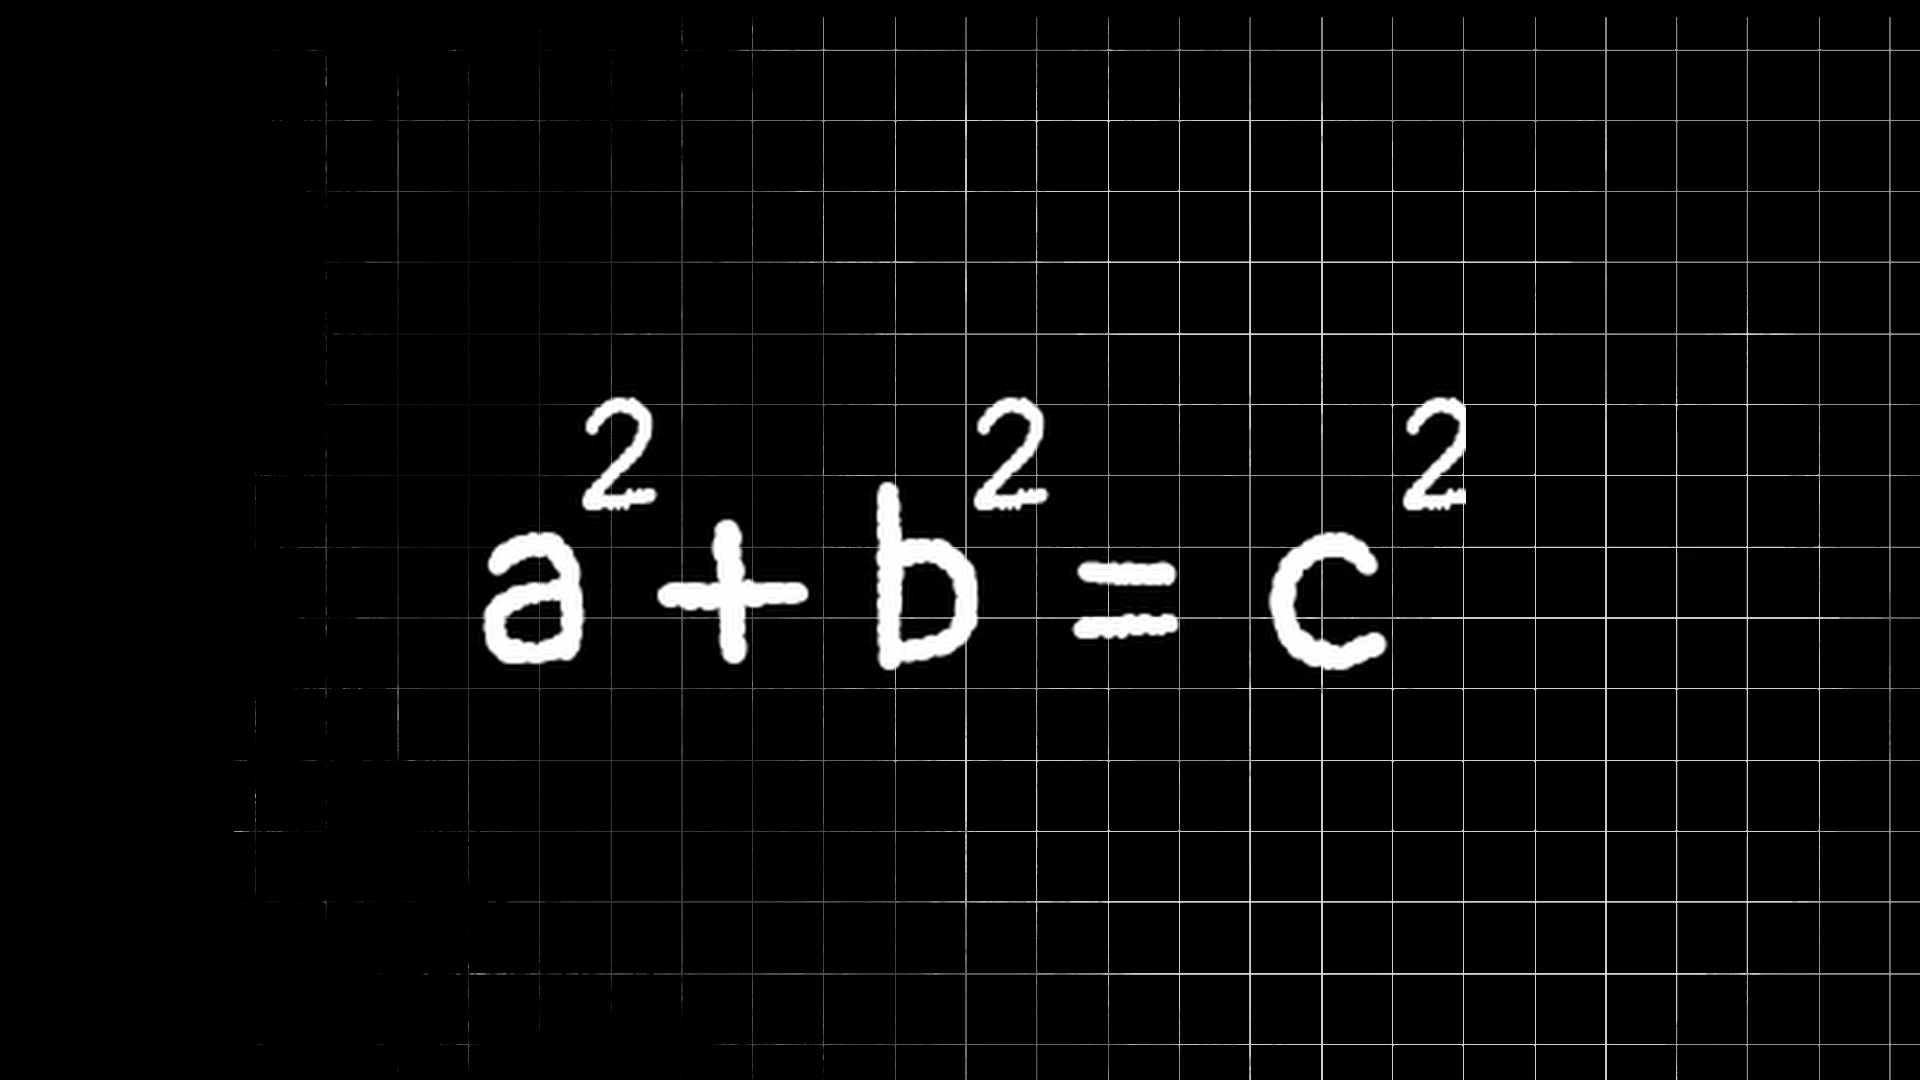 a² + b² = c²